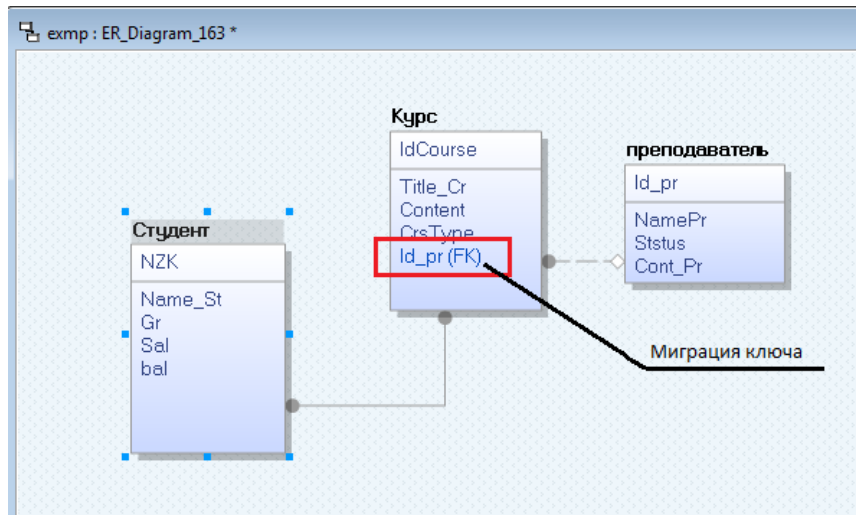 exmp : ER_Diagram_163 *
Курс
IdCourse
Title_Cr
Content
CrsType
Id_pr (FK)
преподаватель
Id_pr
NamePr
Ststus
Cont_Pr
Студент
NZK
Name_St
Gr
Sal
bal
Миграция ключа